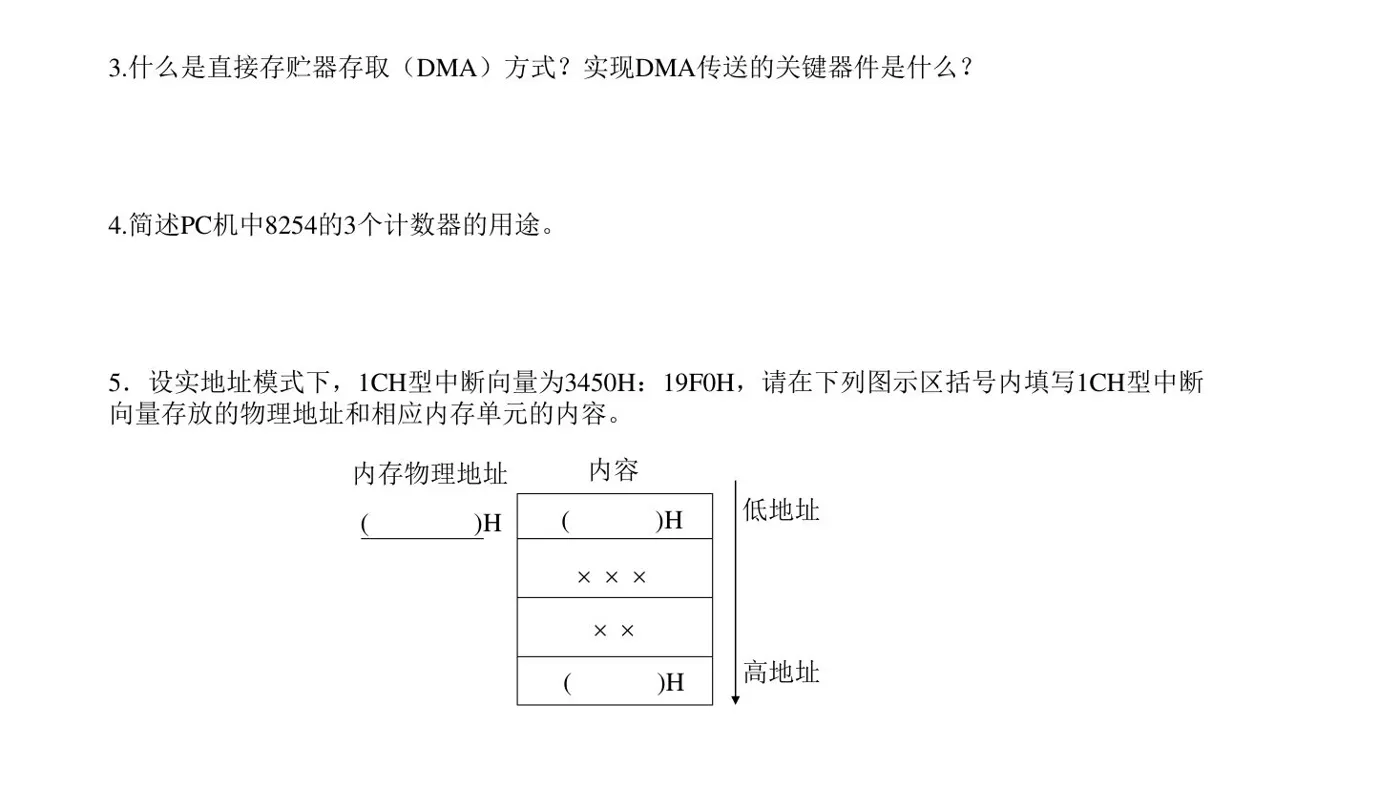 3.什么是直接存贮器存取（DMA）方式？实现DMA传送的关键器件是什么？
4.简述PC机中8254的3个计数器的用途。
5．设实地址模式下，1CH型中断向量为3450H：19F0H，请在下列图示区括号内填写1CH型中断
向量存放的物理地址和相应内存单元的内容。
内存物理地址 内容
( )H ( )H 低地址
× × ×
× ×
( )H 高地址